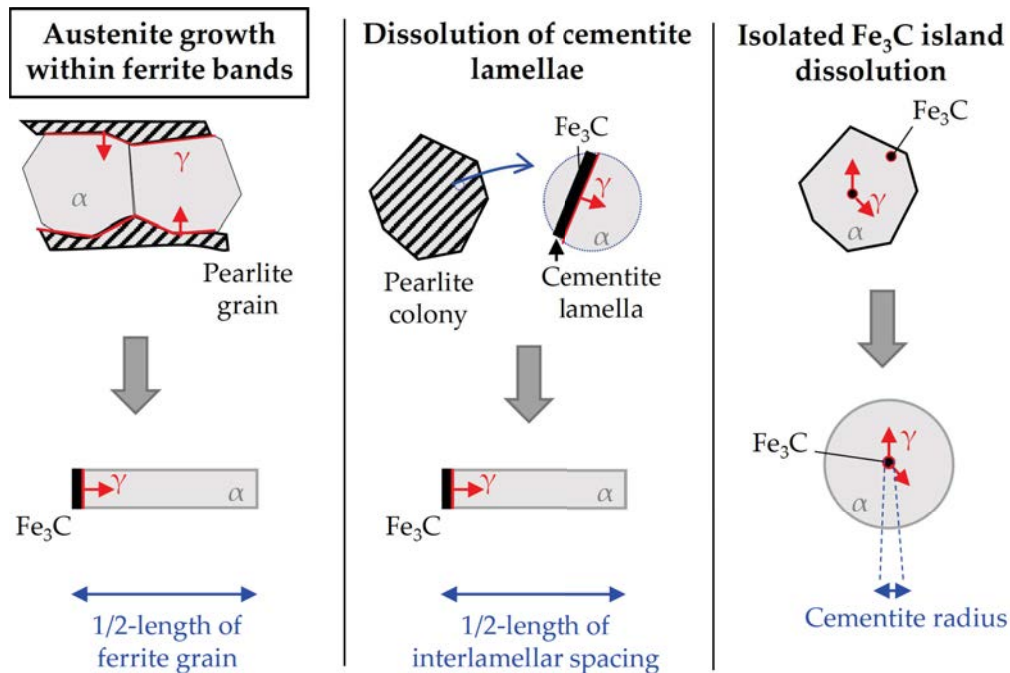 Austenite growth
within ferrite bands
α
γ
Pearlite
grain
γ
α
Fe₃C
1/2-length of
ferrite grain
Dissolution of cementite
lamellae
Fe₃C
γ
α
Pearlite
colony
Cementite
lamella
γ
α
Fe₃C
1/2-length of
interlamellar spacing
Isolated Fe₃C island
dissolution
Fe₃C
γ
α
Fe₃C
γ
α
Cementite radius